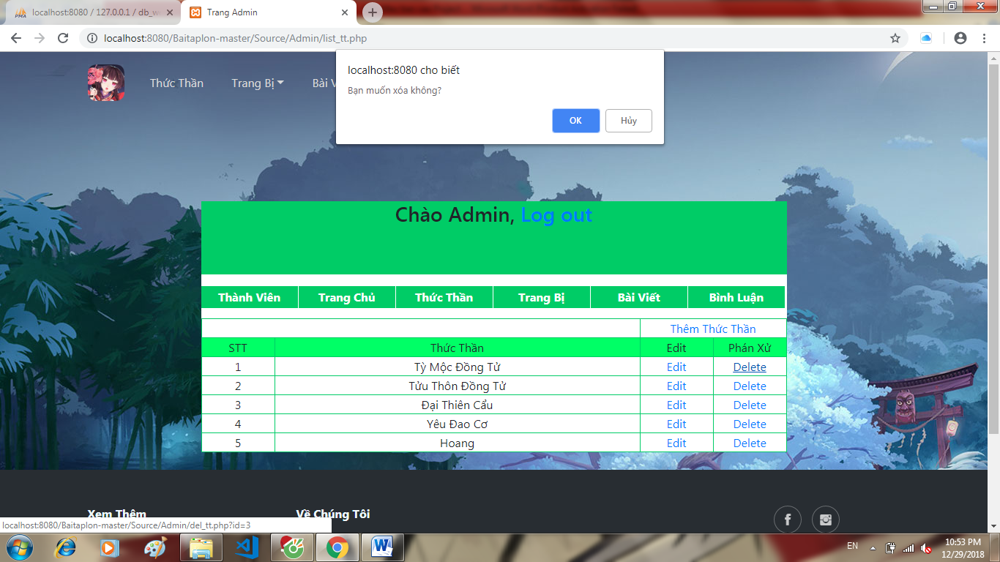 localhost:8080 / 127.0.0.1 / db_w
Trang Admin
localhost:8080/Baitaplon-master/Source/Admin/list_tt.php
localhost:8080 cho biết
Bạn muốn xóa không?
OK
Hủy
Thức Thần
Trang Bị
Bài V
Chào Admin, Log out
Thành Viên
Trang Chủ
Thức Thần
Trang Bị
Bài Viết
Bình Luận
Thêm Thức Thần
STT Thức Thần Edit Phán Xử
1 Tỳ Mộc Đồng Tử Edit Delete
2 Tửu Thôn Đồng Tử Edit Delete
3 Đại Thiên Cẩu Edit Delete
4 Yêu Đao Cơ Edit Delete
5 Hoang Edit Delete
Xem Thêm
Về Chúng Tôi
localhost:8080/Baitaplon-master/Source/Admin/del_tt.php?id=3
EN
10:53 PM
12/29/2018